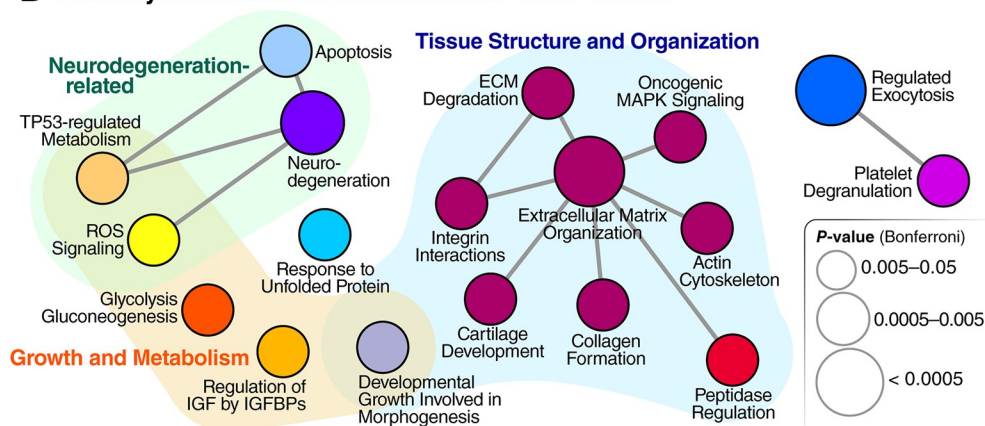 Neurodegeneration-
related
Apoptosis
TP53-regulated
Metabolism
Neuro-
degeneration
ROS
Signaling
Response to
Unfolded Protein
Glycolysis
Gluconeogenesis
Growth and Metabolism
Regulation of
IGF by IGFBPs
Developmental
Growth Involved in
Morphogenesis
Tissue Structure and Organization
ECM
Degradation
Oncogenic
MAPK Signaling
Integrin
Interactions
Extracellular Matrix
Organization
Actin
Cytoskeleton
Cartilage
Development
Collagen
Formation
Peptidase
Regulation
Regulated
Exocytosis
Platelet
Degranulation
P-value (Bonferroni)
0.005–0.05
0.0005–0.005
< 0.0005